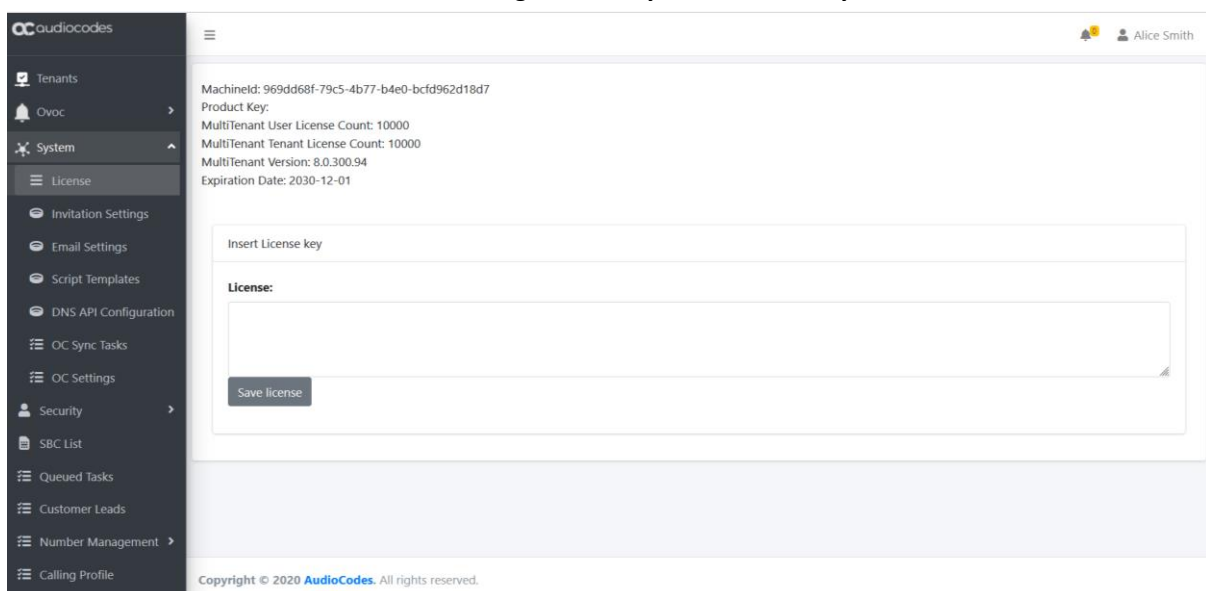 audiocodes
Alice Smith
Tenants
Ovoc
System
License
Invitation Settings
Email Settings
Script Templates
DNS API Configuration
OC Sync Tasks
OC Settings
Security
SBC List
Queued Tasks
Customer Leads
Number Management
Calling Profile
MachineId: 969dd68f-79c5-4b77-b4e0-bcfd962d18d7
Product Key:
MultiTenant User License Count: 10000
MultiTenant Tenant License Count: 10000
MultiTenant Version: 8.0.300.94
Expiration Date: 2030-12-01
Insert License key
License:
Save license
Copyright © 2020 AudioCodes. All rights reserved.